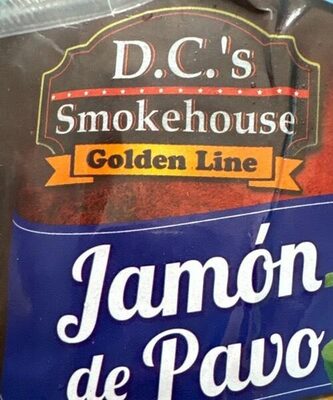 D.C.'s
Smokehouse
Golden Line
Jamón
de Pavo